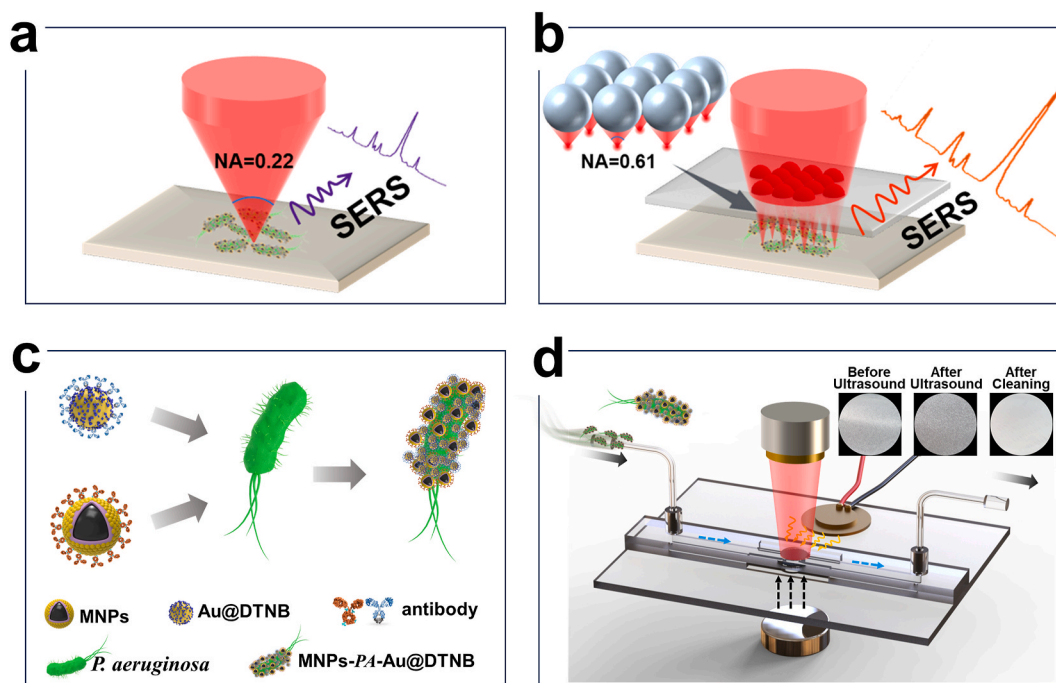 a
NA=0.22
SERS
b
NA=0.61
SERS
c
MNPs
Au@DTNB
antibody
P. aeruginosa
MNPs-PA-Au@DTNB
d
Before
Ultrasound
After
Ultrasound
After
Cleaning